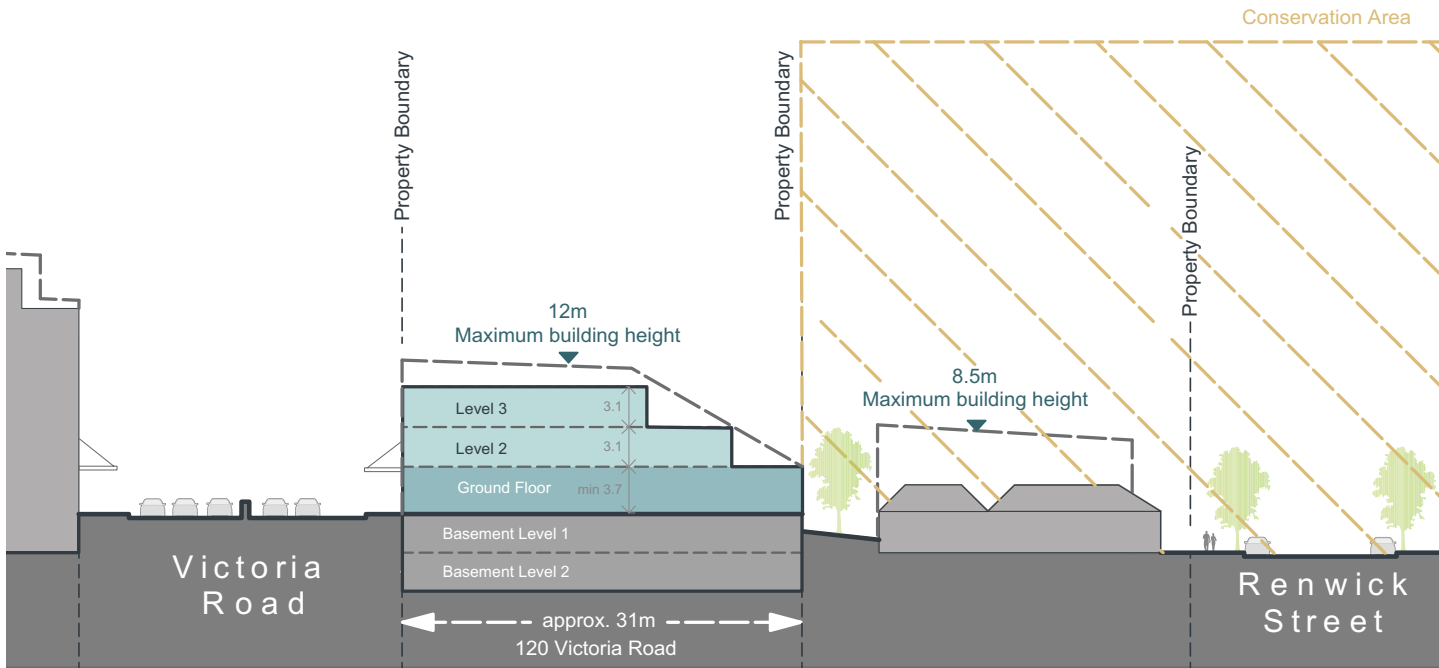 Conservation Area
Property Boundary
Property Boundary
Property Boundary
12m
Maximum building height
8.5m
Maximum building height
Level 3
3.1
Level 2
3.1
Ground Floor
min 3.7
Basement Level 1
Basement Level 2
Victoria
Road
approx. 31m
120 Victoria Road
Renwick
Street